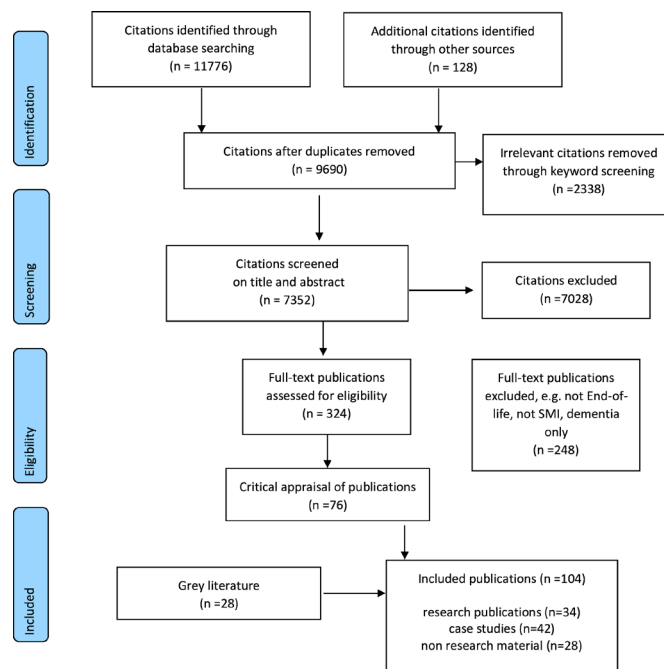 Identification
Citations identified through
database searching
(n = 11776)
Additional citations identified
through other sources
(n = 128)
Citations after duplicates removed
(n = 9690)
Irrelevant citations removed
through keyword screening
(n =2338)
Screening
Citations screened
on title and abstract
(n = 7352)
Citations excluded
(n =7028)
Eligibility
Full-text publications
assessed for eligibility
(n = 324)
Full-text publications
excluded, e.g. not End-of-
life, not SMI, dementia
only
(n =248)
Critical appraisal of publications
(n =76)
Included
Grey literature
(n =28)
Included publications (n =104)
research publications (n=34)
case studies (n=42)
non research material (n=28)